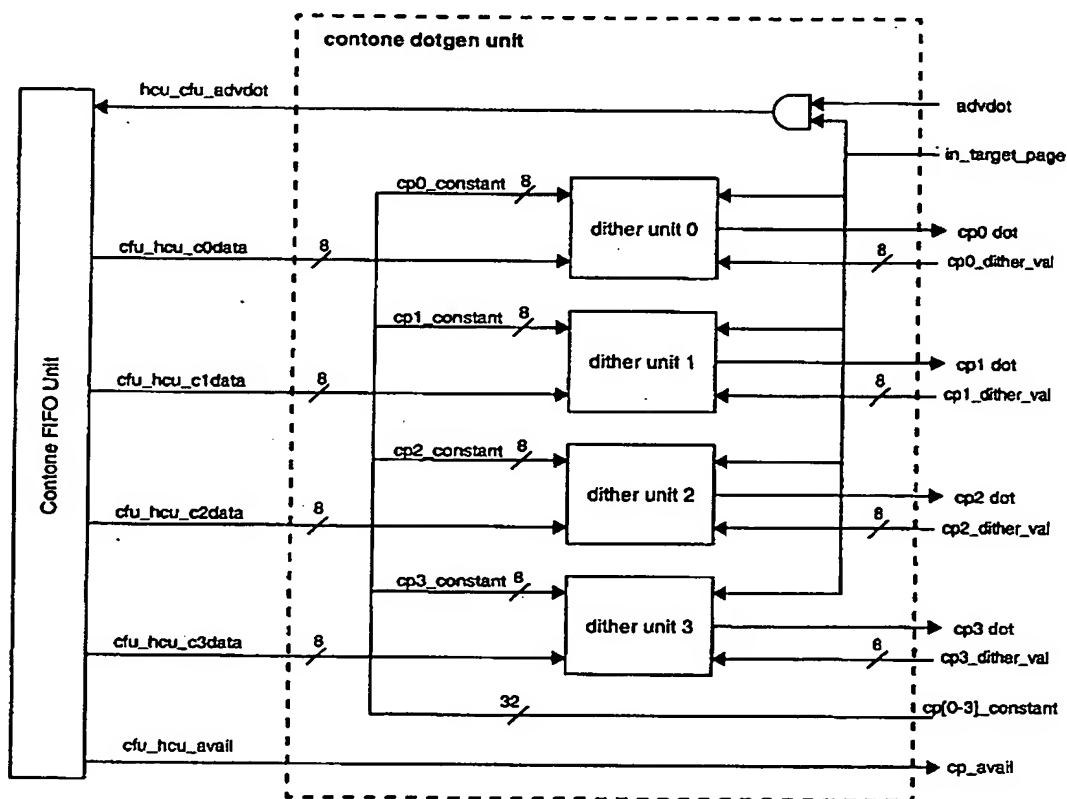 contone dotgen unit
hcu_cfu_advdot
advdot
in_target_page
cp0_constant
8
dither unit 0
cp0 dot
cfu_hcu_c0data
8
8
cp0_dither_val
cp1_constant
8
dither unit 1
cp1 dot
cfu_hcu_c1data
8
8
cp1_dither_val
Contone FIFO Unit
cp2_constant
8
dither unit 2
cp2 dot
cfu_hcu_c2data
8
8
cp2_dither_val
cp3_constant
8
dither unit 3
cp3 dot
cfu_hcu_c3data
8
8
cp3_dither_val
32
cp[0-3]_constant
cfu_hcu_avail
cp_avail